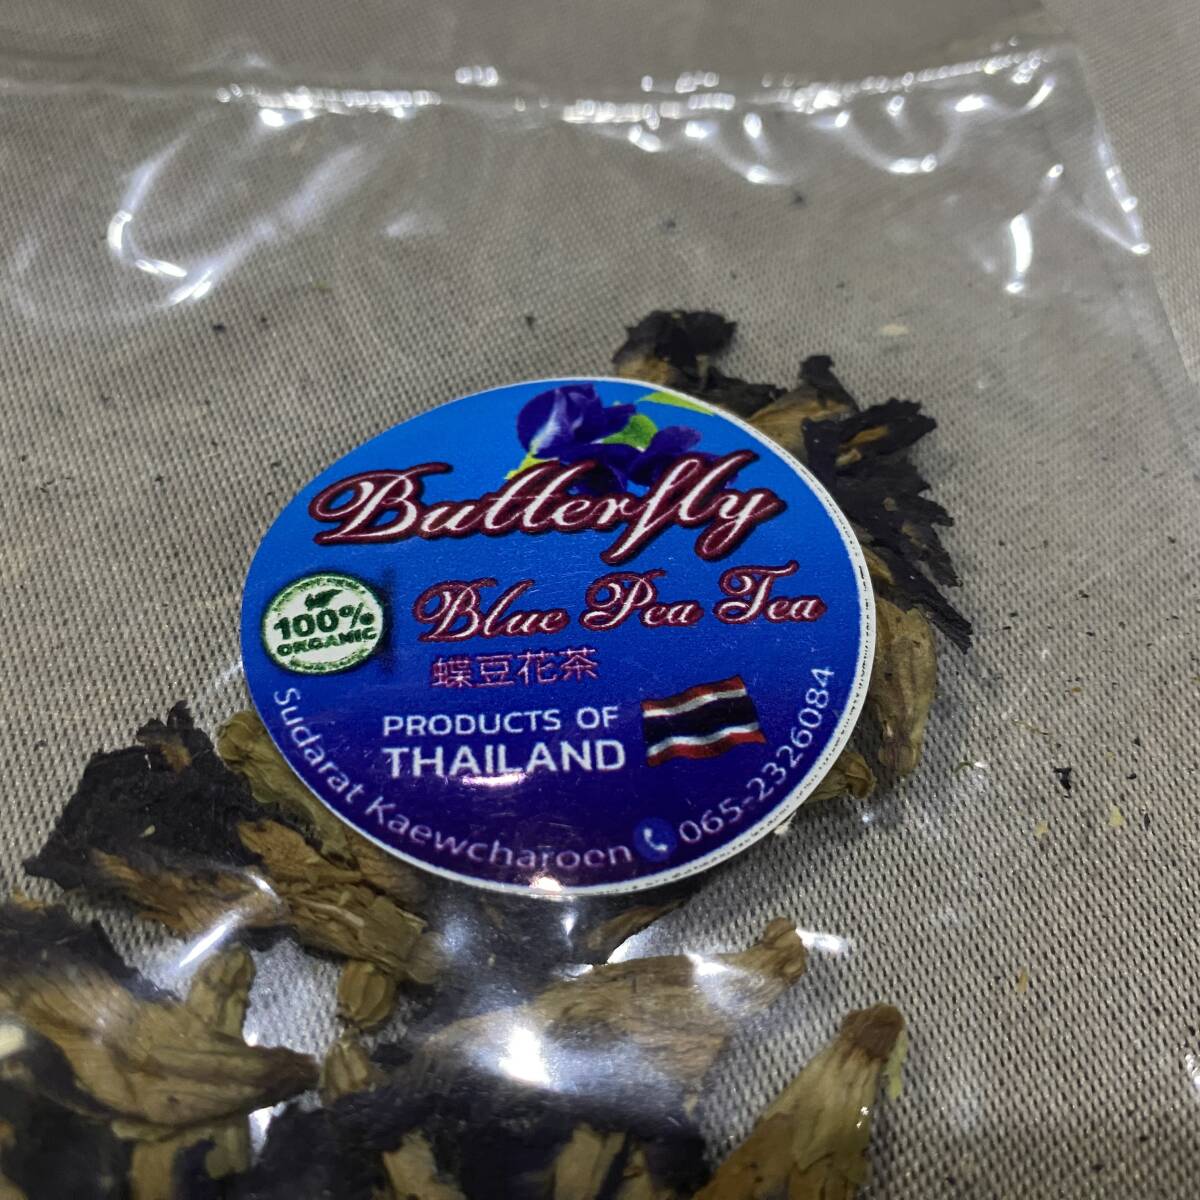 Butterfly
Blue Pea Tea
100%
ORGANIC
蝶豆花茶
PRODUCTS OF
THAILAND
Sudarat Kaewcharoen 065-2326084